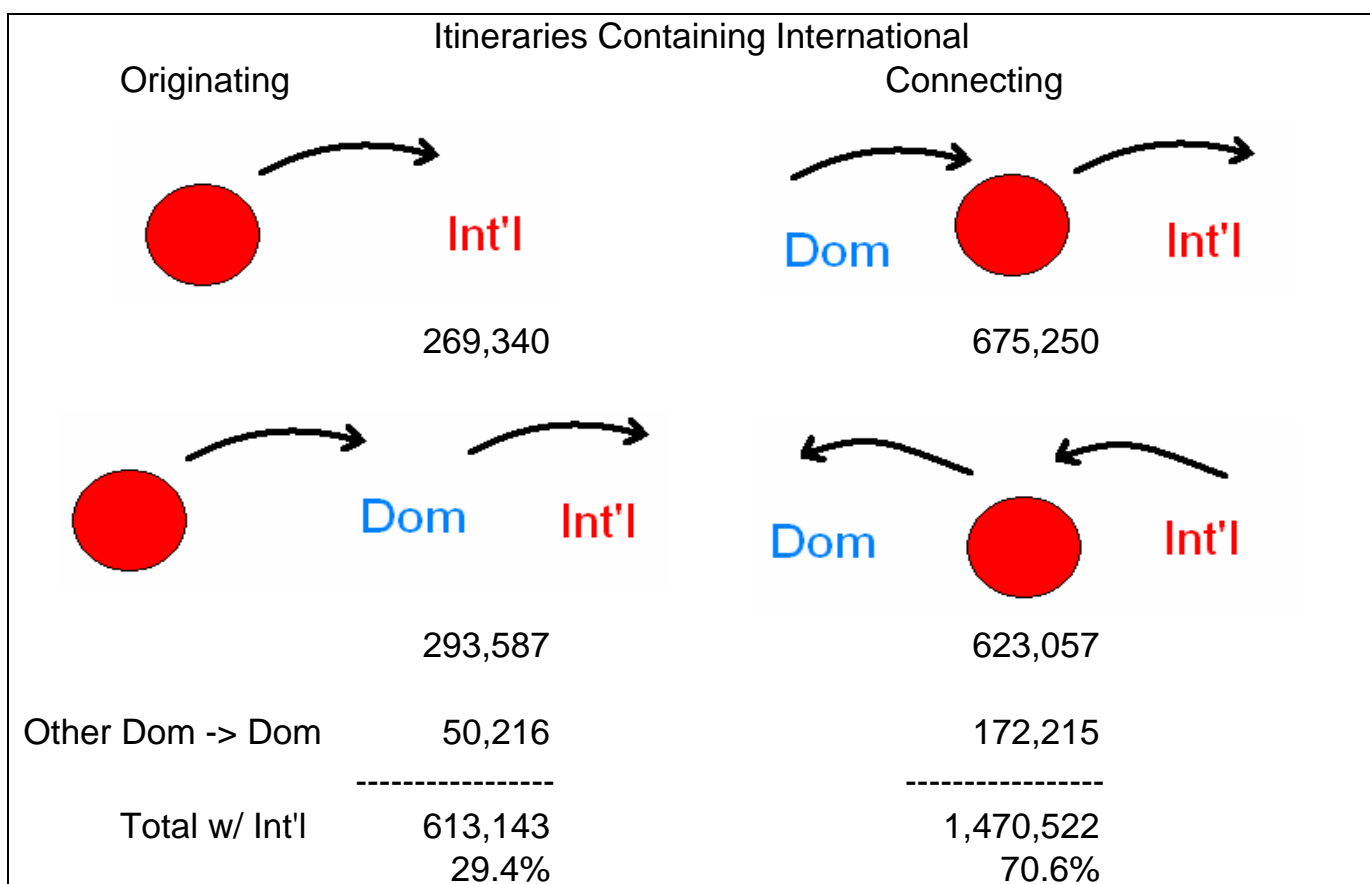 Itineraries Containing International
Originating Connecting
Int'l Dom Int'l
269,340 675,250
Dom Int'l Dom Int'l
293,587 623,057
Other Dom -> Dom 50,216 172,215
----------------- -----------------
Total w/ Int'l 613,143 1,470,522
29.4% 70.6%